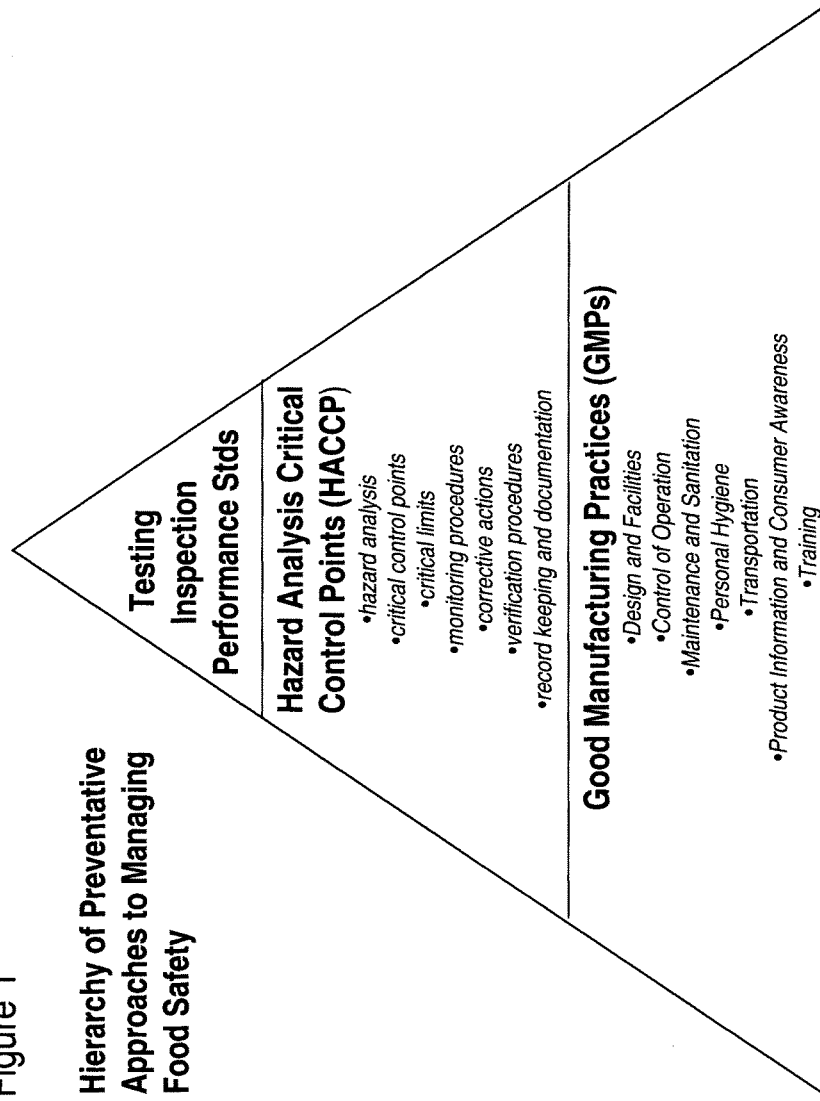 Figure 1
Hierarchy of Preventative
Approaches to Managing
Food Safety
Testing
Inspection
Performance Stds
Hazard Analysis Critical
Control Points (HACCP)
•hazard analysis
•critical control points
•critical limits
•monitoring procedures
•corrective actions
•verification procedures
•record keeping and documentation
Good Manufacturing Practices (GMPs)
•Design and Facilities
•Control of Operation
•Maintenance and Sanitation
•Personal Hygiene
•Transportation
•Product Information and Consumer Awareness
•Training